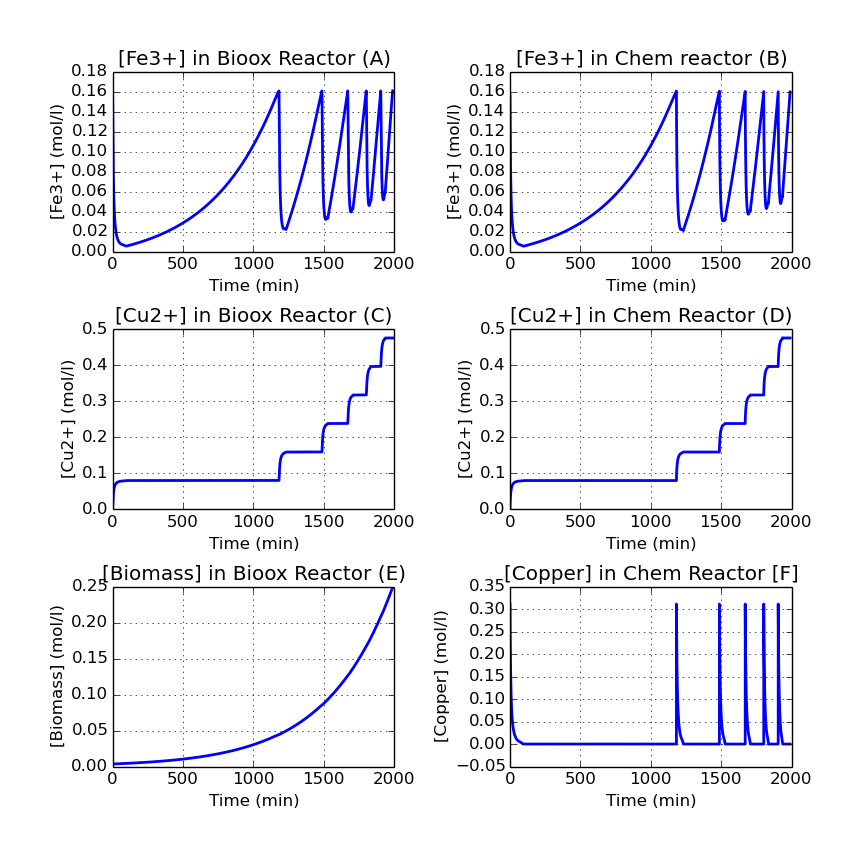 [Fe3+] in Bioox Reactor (A)
[Fe3+] (mol/l)
0.18
0.16
0.14
0.12
0.10
0.08
0.06
0.04
0.02
0.00
0 500 1000 1500 2000
Time (min)
[Fe3+] in Chem reactor (B)
[Fe3+] (mol/l)
0.18
0.16
0.14
0.12
0.10
0.08
0.06
0.04
0.02
0.00
0 500 1000 1500 2000
Time (min)
[Cu2+] in Bioox Reactor (C)
[Cu2+] (mol/l)
0.5
0.4
0.3
0.2
0.1
0.0
0 500 1000 1500 2000
Time (min)
[Cu2+] in Chem Reactor (D)
[Cu2+] (mol/l)
0.5
0.4
0.3
0.2
0.1
0.0
0 500 1000 1500 2000
Time (min)
[Biomass] in Bioox Reactor (E)
[Biomass] (mol/l)
0.25
0.20
0.15
0.10
0.05
0.00
0 500 1000 1500 2000
Time (min)
[Copper] in Chem Reactor [F]
[Copper] (mol/l)
0.35
0.30
0.25
0.20
0.15
0.10
0.05
0.00
−0.05
0 500 1000 1500 2000
Time (min)